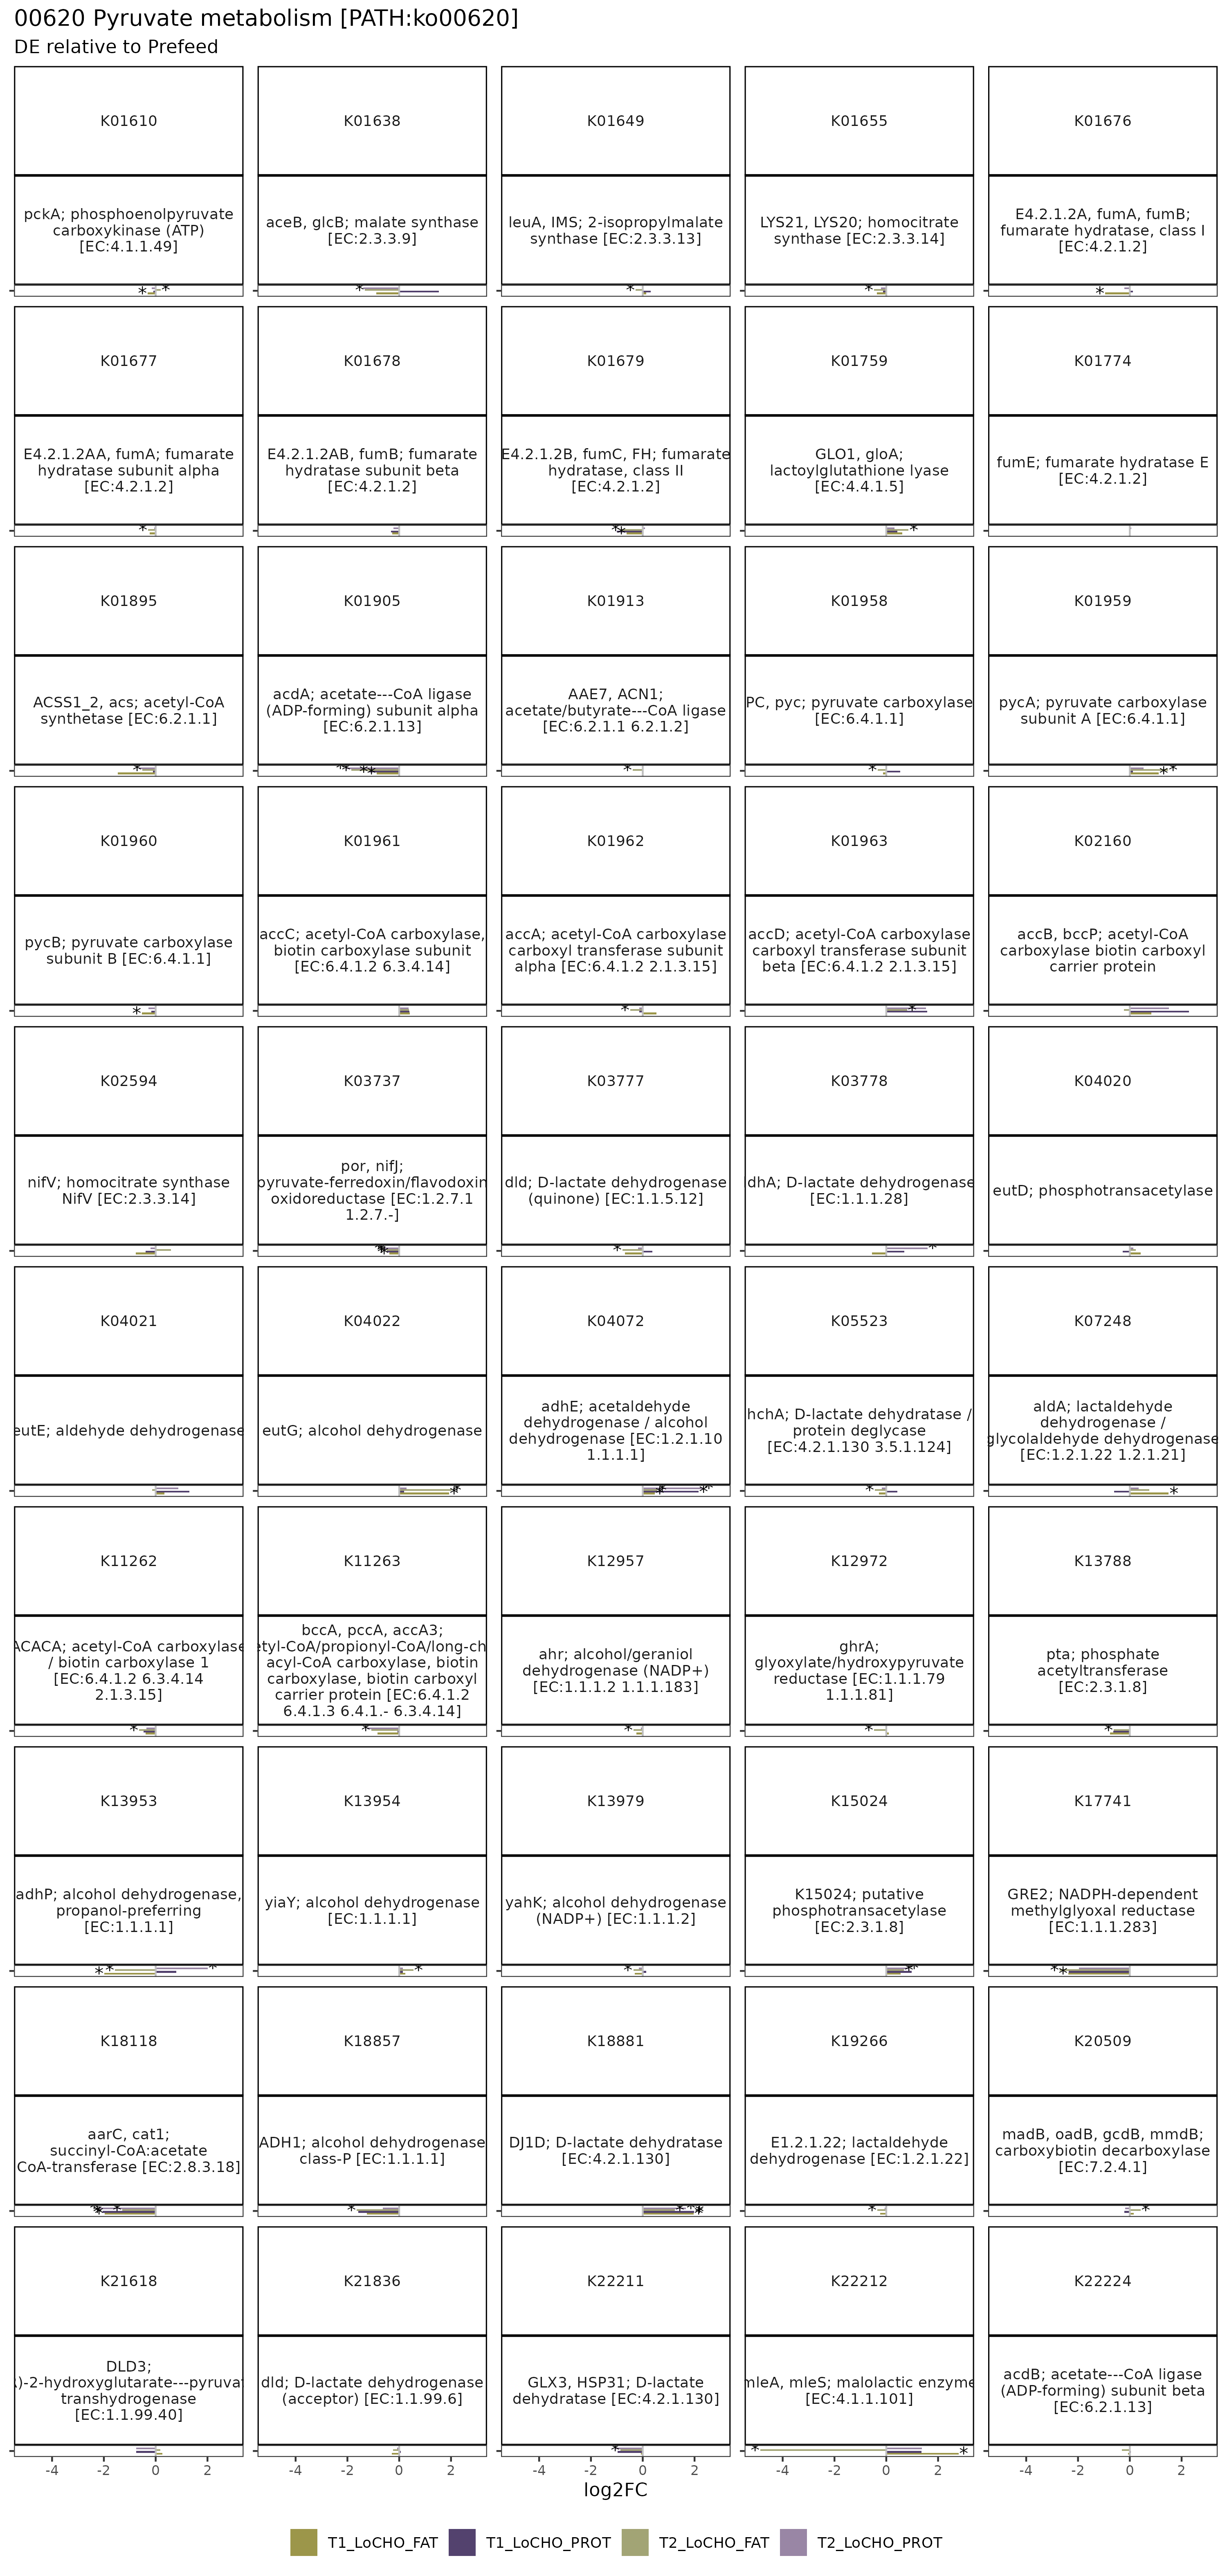 00620 Pyruvate metabolism [PATH:ko00620]
DE relative to Prefeed
K01610
K01638
K01649
K01655
K01676
pckA; phosphoenolpyruvate
carboxykinase (ATP)
[EC:4.1.1.49]
aceB, glcB; malate synthase
[EC:2.3.3.9]
leuA, IMS; 2-isopropylmalate
synthase [EC:2.3.3.13]
LYS21, LYS20; homocitrate
synthase [EC:2.3.3.14]
E4.2.1.2A, fumA, fumB;
fumarate hydratase, class I
[EC:4.2.1.2]
K01677
K01678
K01679
K01759
K01774
E4.2.1.2AA, fumA; fumarate
hydratase subunit alpha
[EC:4.2.1.2]
E4.2.1.2AB, fumB; fumarate
hydratase subunit beta
[EC:4.2.1.2]
E4.2.1.2B, fumC, FH; fumarate
hydratase, class II
[EC:4.2.1.2]
GLO1, gloA;
lactoylglutathione lyase
[EC:4.4.1.5]
fumE; fumarate hydratase E
[EC:4.2.1.2]
K01895
K01905
K01913
K01958
K01959
ACSS1_2, acs; acetyl-CoA
synthetase [EC:6.2.1.1]
acdA; acetate---CoA ligase
(ADP-forming) subunit alpha
[EC:6.2.1.13]
AAE7, ACN1;
acetate/butyrate---CoA ligase
[EC:6.2.1.1 6.2.1.2]
PC, pyc; pyruvate carboxylase
[EC:6.4.1.1]
pycA; pyruvate carboxylase
subunit A [EC:6.4.1.1]
K01960
K01961
K01962
K01963
K02160
pycB; pyruvate carboxylase
subunit B [EC:6.4.1.1]
accC; acetyl-CoA carboxylase,
biotin carboxylase subunit
[EC:6.4.1.2 6.3.4.14]
accA; acetyl-CoA carboxylase
carboxyl transferase subunit
alpha [EC:6.4.1.2 2.1.3.15]
accD; acetyl-CoA carboxylase
carboxyl transferase subunit
beta [EC:6.4.1.2 2.1.3.15]
accB, bccP; acetyl-CoA
carboxylase biotin carboxyl
carrier protein
K02594
K03737
K03777
K03778
K04020
nifV; homocitrate synthase
NifV [EC:2.3.3.14]
por, nifJ;
pyruvate-ferredoxin/flavodoxin
oxidoreductase [EC:1.2.7.1
1.2.7.-]
dld; D-lactate dehydrogenase
(quinone) [EC:1.1.5.12]
dhA; D-lactate dehydrogenase
[EC:1.1.1.28]
eutD; phosphotransacetylase
K04021
K04022
K04072
K05523
K07248
eutE; aldehyde dehydrogenase
eutG; alcohol dehydrogenase
adhE; acetaldehyde
dehydrogenase / alcohol
dehydrogenase [EC:1.2.1.10
1.1.1.1]
hchA; D-lactate dehydratase /
protein deglycase
[EC:4.2.1.130 3.5.1.124]
aldA; lactaldehyde
dehydrogenase /
glycolaldehyde dehydrogenase
[EC:1.2.1.22 1.2.1.21]
K11262
K11263
K12957
K12972
K13788
ACACA; acetyl-CoA carboxylase
/ biotin carboxylase 1
[EC:6.4.1.2 6.3.4.14
2.1.3.15]
bccA, pccA, accA3;
etyl-CoA/propionyl-CoA/long-ch
acyl-CoA carboxylase, biotin
carboxylase, biotin carboxyl
carrier protein [EC:6.4.1.2
6.4.1.3 6.4.1.- 6.3.4.14]
ahr; alcohol/geraniol
dehydrogenase (NADP+)
[EC:1.1.1.2 1.1.1.183]
ghrA;
glyoxylate/hydroxypyruvate
reductase [EC:1.1.1.79
1.1.1.81]
pta; phosphate
acetyltransferase
[EC:2.3.1.8]
K13953
K13954
K13979
K15024
K17741
adhP; alcohol dehydrogenase,
propanol-preferring
[EC:1.1.1.1]
yiaY; alcohol dehydrogenase
[EC:1.1.1.1]
yahK; alcohol dehydrogenase
(NADP+) [EC:1.1.1.2]
K15024; putative
phosphotransacetylase
[EC:2.3.1.8]
GRE2; NADPH-dependent
methylglyoxal reductase
[EC:1.1.1.283]
K18118
K18857
K18881
K19266
K20509
aarC, cat1;
succinyl-CoA:acetate
CoA-transferase [EC:2.8.3.18]
ADH1; alcohol dehydrogenase
class-P [EC:1.1.1.1]
DJ1D; D-lactate dehydratase
[EC:4.2.1.130]
E1.2.1.22; lactaldehyde
dehydrogenase [EC:1.2.1.22]
madB, oadB, gcdB, mmdB;
carboxybiotin decarboxylase
[EC:7.2.4.1]
K21618
K21836
K22211
K22212
K22224
DLD3;
)-2-hydroxyglutarate---pyruvat
transhydrogenase
[EC:1.1.99.40]
dld; D-lactate dehydrogenase
(acceptor) [EC:1.1.99.6]
GLX3, HSP31; D-lactate
dehydratase [EC:4.2.1.130]
mleA, mleS; malolactic enzyme
[EC:4.1.1.101]
acdB; acetate---CoA ligase
(ADP-forming) subunit beta
[EC:6.2.1.13]
-4 -2 0 2
-4 -2 0 2
-4 -2 0 2
-4 -2 0 2
-4 -2 0 2
log2FC
T1_LoCHO_FAT
T1_LoCHO_PROT
T2_LoCHO_FAT
T2_LoCHO_PROT